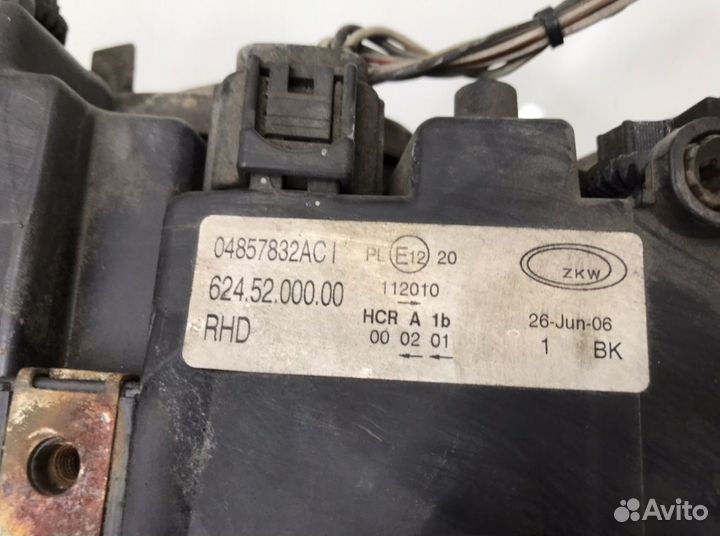 04857832AC I
624.52.000.00
RHD
PL E12 20
112010
HCR A 1b
00 02 01
ZKW
26-Jun-06
1 BK
Avito